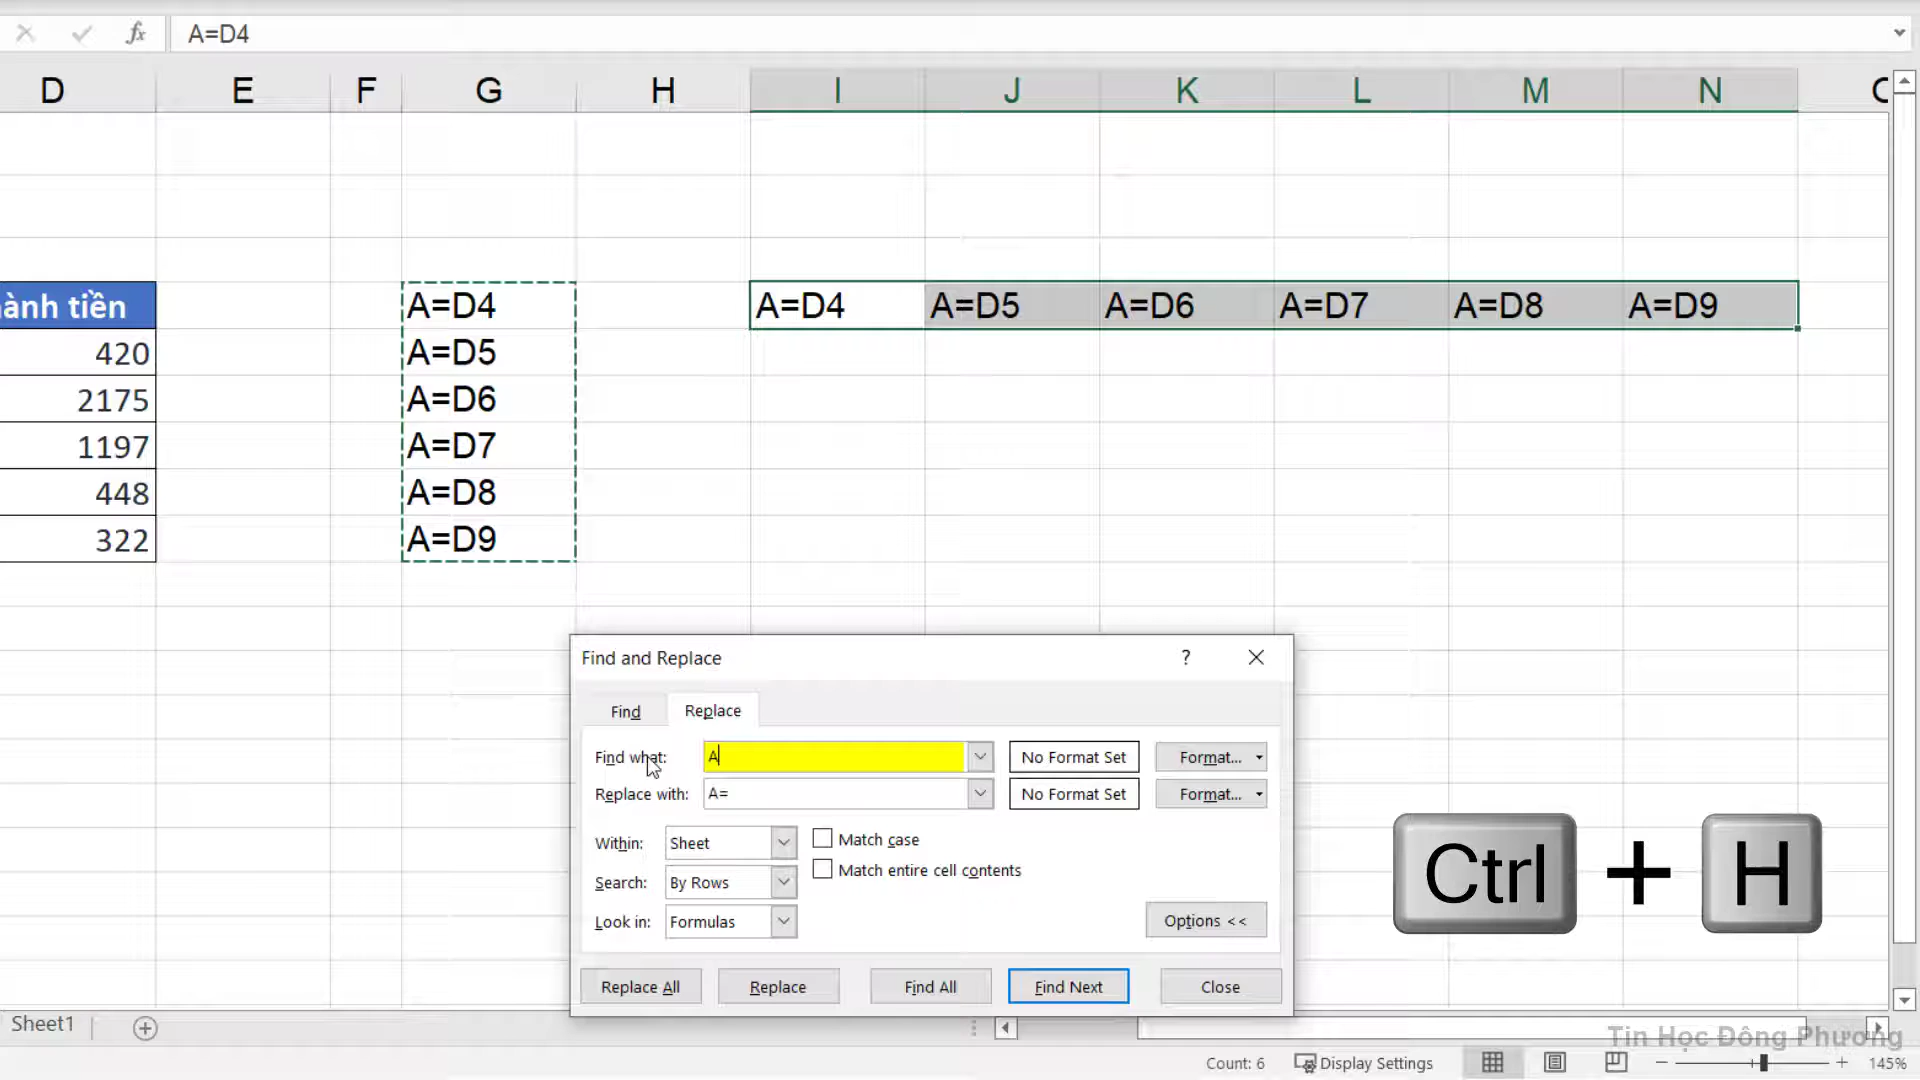 fx A=D4
D E F G H I J K L M N
ành tiền A=D4 A=D4 A=D5 A=D6 A=D7 A=D8 A=D9
420 A=D5
2175 A=D6
1197 A=D7
448 A=D8
322 A=D9
Find and Replace ?
Find Replace
Find what: A No Format Set Format...
Replace with: A= No Format Set Format...
Within: Sheet Match case
Search: By Rows Match entire cell contents
Look in: Formulas Options <<
Ctrl + H
Replace All Replace Find All Find Next Close
Sheet1
Tin Học Đông Phương
Count: 6 Display Settings 145%